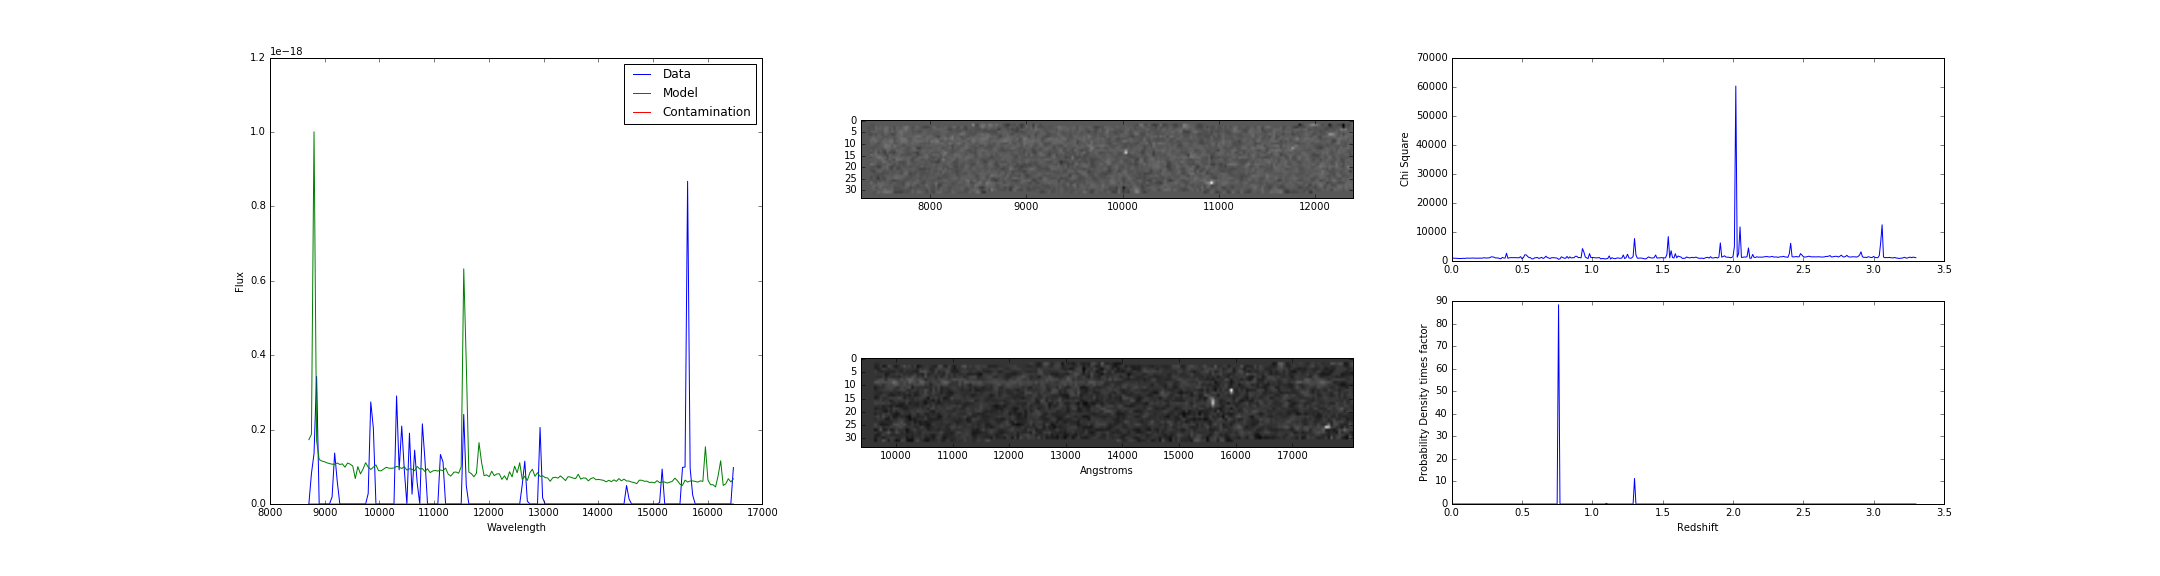 1e−18
1.2
1.0
0.8
0.6
0.4
0.2
0.0
Flux
8000 9000 10000 11000 12000 13000 14000 15000 16000 17000
Wavelength
Data
Model
Contamination
0
5
10
15
20
25
30
8000 9000 10000 11000 12000
0
5
10
15
20
25
30
10000 11000 12000 13000 14000 15000 16000 17000
Angstroms
70000
60000
50000
40000
30000
20000
10000
0
Chi Square
0.0 0.5 1.0 1.5 2.0 2.5 3.0 3.5
90
80
70
60
50
40
30
20
10
0
Probability Density times factor
0.0 0.5 1.0 1.5 2.0 2.5 3.0 3.5
Redshift